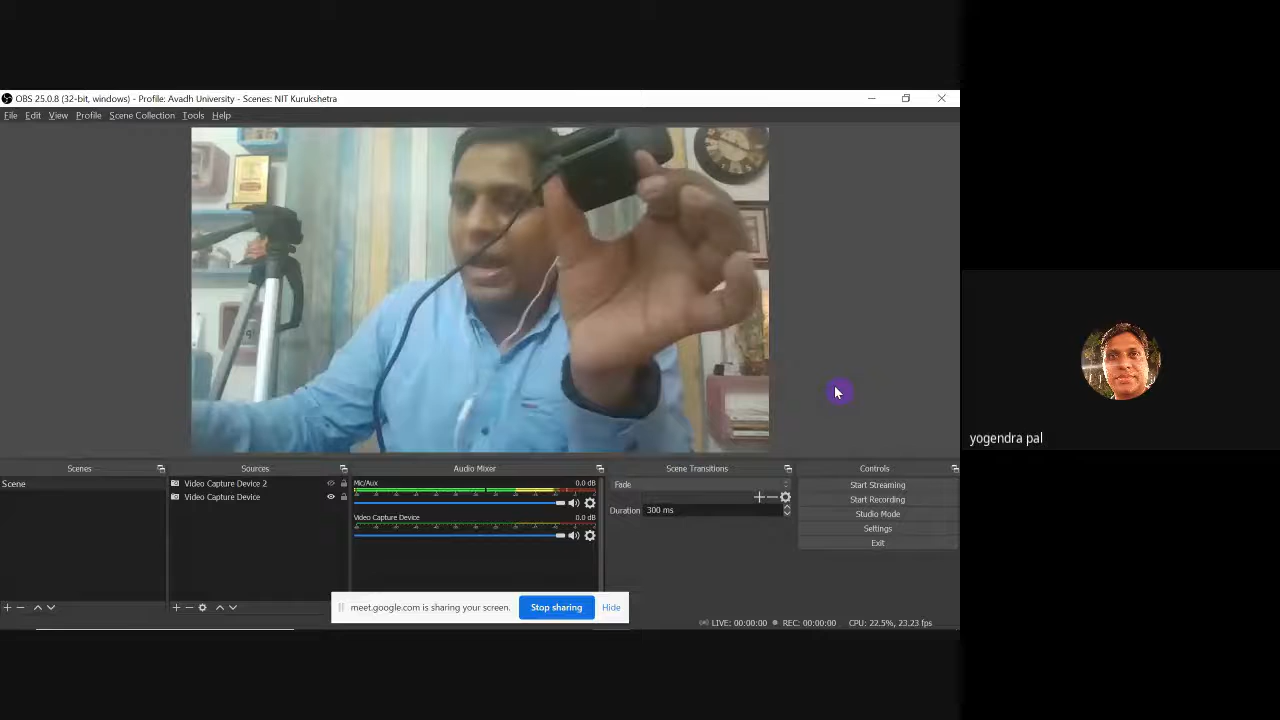 OBS 25.0.8 (32-bit, windows) - Profile: Avadh University - Scenes: NIT Kurukshetra
File Edit View Profile Scene Collection Tools Help
Scenes
Sources
Audio Mixer
Scene Transitions
Controls
Scene
Video Capture Device 2
Video Capture Device
Mic/Aux
0.0 dB
Video Capture Device
0.0 dB
Fade
Duration
300 ms
Start Streaming
Start Recording
Studio Mode
Settings
Exit
meet.google.com is sharing your screen.
Stop sharing
Hide
LIVE: 00:00:00
REC: 00:00:00
CPU: 22.5%, 23.23 fps
yogendra pal